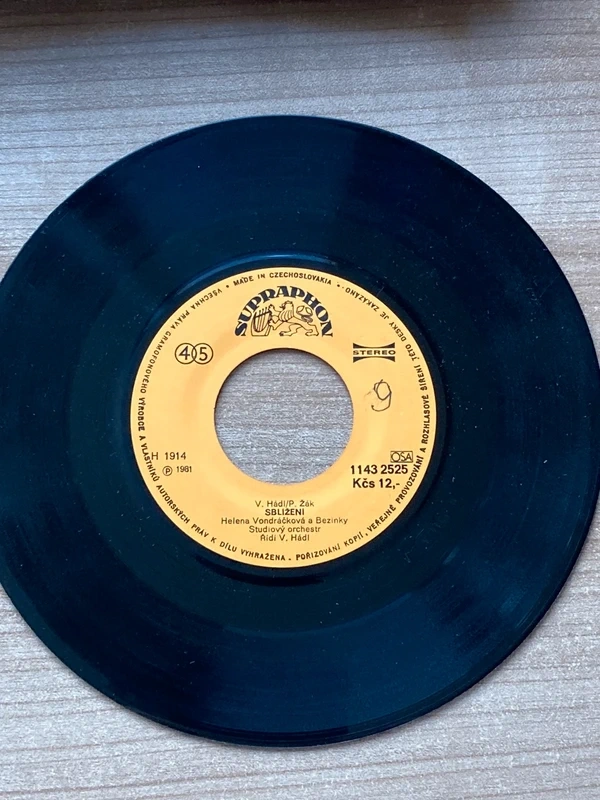 VŠECHNA PRÁVA GRAMOFONOVÉHO VÝROBCE A VLASTNÍKŮ AUTORSKÝCH PRÁV K DÍLU VYHRAŽENA - POŘIZOVÁNÍ KOPIÍ, VEŘEJNÉ PROVOZOVÁNÍ A ROZHLASOVÉ ŠÍŘENÍ JETO DESKY JE ZAKÁZÁNO. • MADE IN CZECHOSLOVAKIA •
SUPRAPHON
45
STEREO
9
H 1914
Ⓟ 1981
OSA
1143 2525
Kčs 12,-
V. Hádl/P. Žák
SBLÍŽENÍ
Helena Vondráčková a Bezinky
Studiový orchestr
Řídí V. Hádl